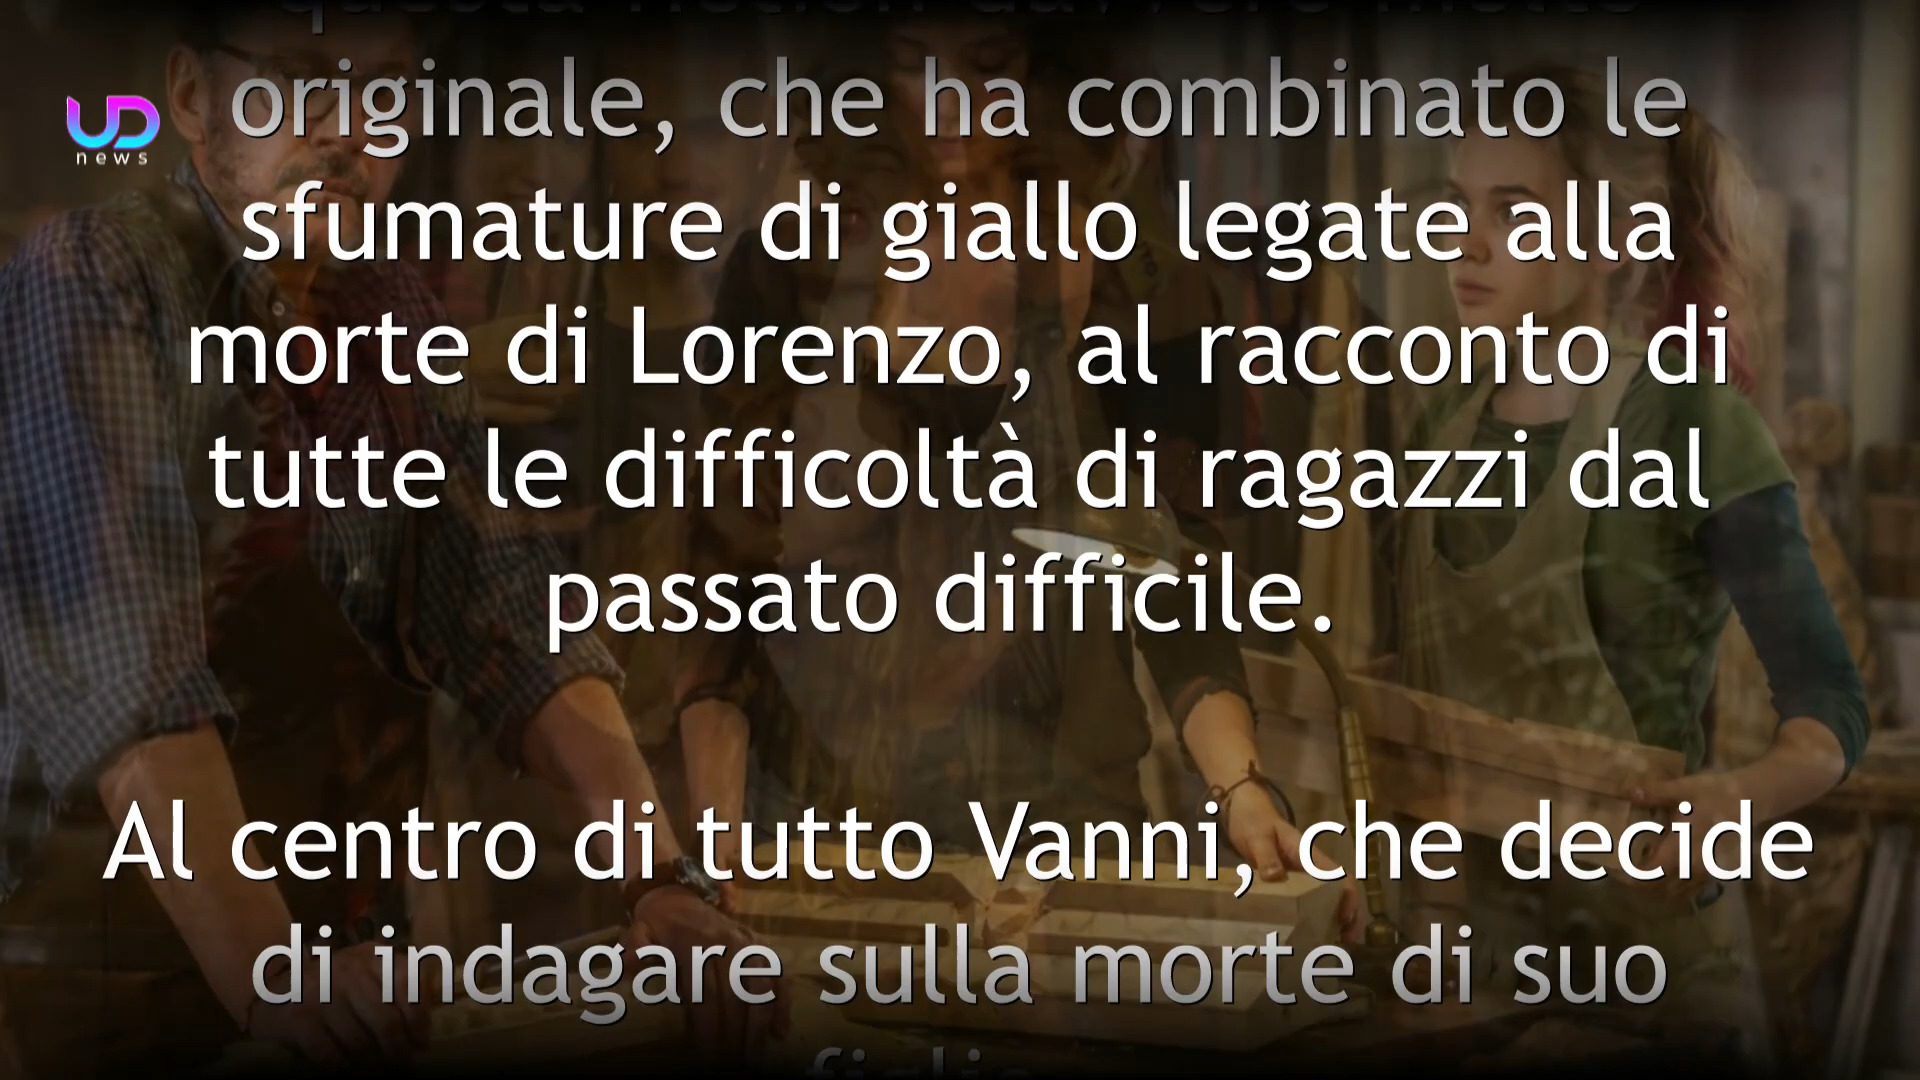 UD
news
originale, che ha combinato le
sfumature di giallo legate alla
morte di Lorenzo, al racconto di
tutte le difficoltà di ragazzi dal
passato difficile.
Al centro di tutto Vanni, che decide
di indagare sulla morte di suo